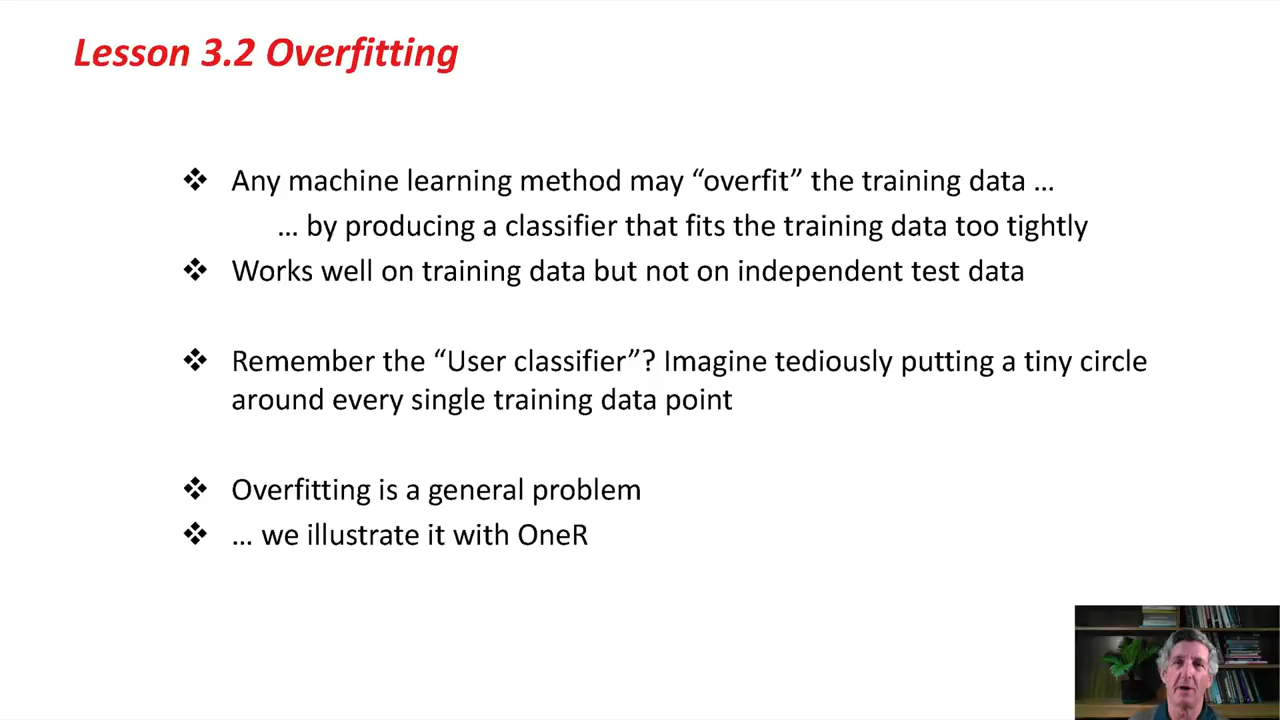 Lesson 3.2 Overfitting
❖ Any machine learning method may “overfit” the training data …
… by producing a classifier that fits the training data too tightly
❖ Works well on training data but not on independent test data
❖ Remember the “User classifier”? Imagine tediously putting a tiny circle
around every single training data point
❖ Overfitting is a general problem
❖ … we illustrate it with OneR